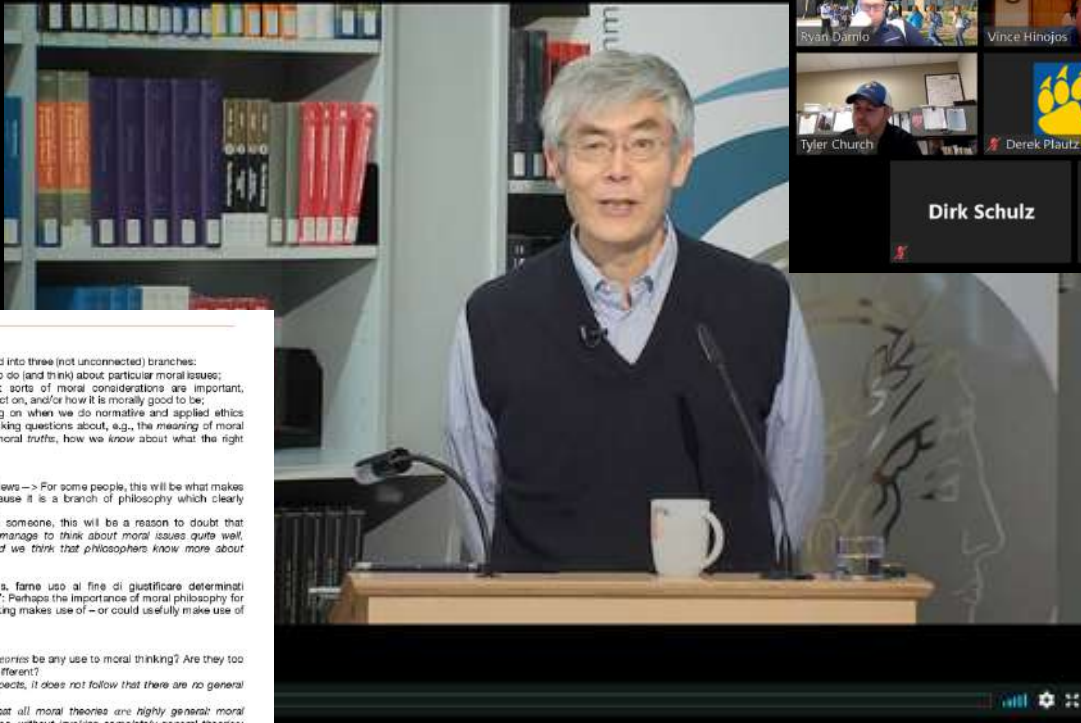 hm
Ryan Damlo
Vince Hinojos
Tyler Church
Derek Plautz
Dirk Schulz
d into three (not unconnected) branches:
o do (and think) about particular moral issues;
sorts of moral considerations are important,
ct on, and/or how it is morally good to be;
g on when we do normative and applied ethics
king questions about, e.g., the meaning of moral
moral truths, how we know about what the right
ews —> For some people, this will be what makes
ause it is a branch of philosophy which clearly
someone, this will be a reason to doubt that
manage to think about moral issues quite well,
d we think that philosophers know more about
s, farne uso al fine di giustificare determinati
": Perhaps the importance of moral philosophy for
king makes use of – or could usefully make use of
eories be any use to moral thinking? Are they too
fferent?
pects, it does not follow that there are no general
at all moral theories are highly general: moral